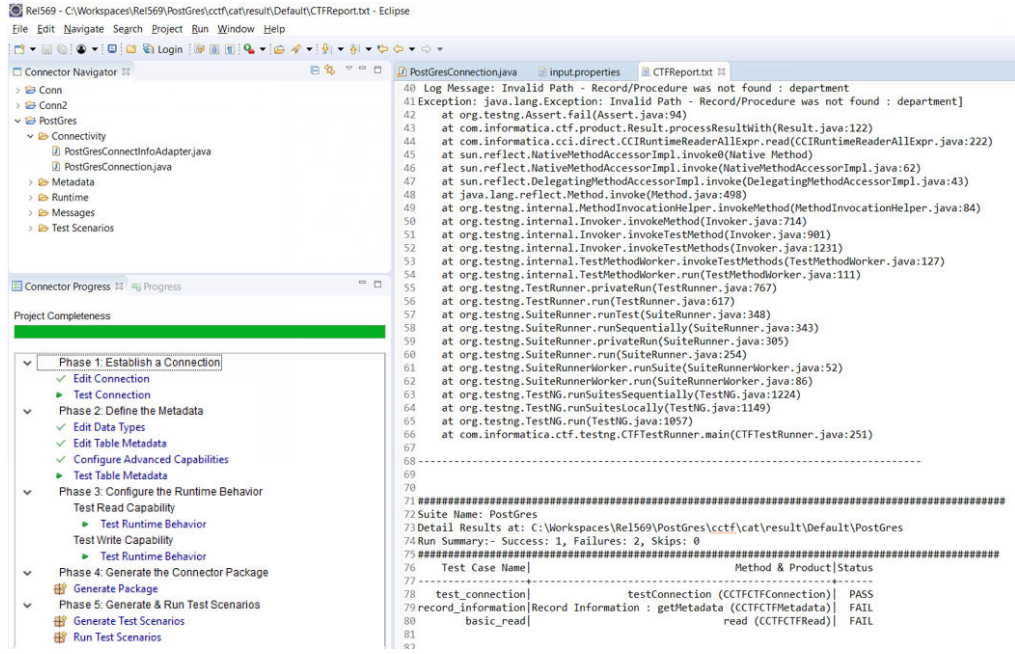 Rel569 - C:\Workspaces\Rel569\PostGres\cctf\cat\result\Default\CTFReport.txt - Eclipse
File Edit Navigate Search Project Run Window Help
Login
Connector Navigator
Conn
Conn2
PostGres
Connectivity
PostGresConnectInfoAdapter.java
PostGresConnection.java
Metadata
Runtime
Messages
Test Scenarios
Connector Progress Progress
Project Completeness
Phase 1: Establish a Connection
Edit Connection
Test Connection
Phase 2: Define the Metadata
Edit Data Types
Edit Table Metadata
Configure Advanced Capabilities
Test Table Metadata
Phase 3: Configure the Runtime Behavior
Test Read Capability
Test Runtime Behavior
Test Write Capability
Test Runtime Behavior
Phase 4: Generate the Connector Package
Generate Package
Phase 5: Generate & Run Test Scenarios
Generate Test Scenarios
Run Test Scenarios
PostGresConnection.java input.properties CTFReport.txt
40 Log Message: Invalid Path - Record/Procedure was not found : department
41 Exception: java.lang.Exception: Invalid Path - Record/Procedure was not found : department]
42 at org.testng.Assert.fail(Assert.java:94)
43 at com.informatica.ctf.product.Result.processResultWith(Result.java:122)
44 at com.informatica.cci.direct.CCIRuntimeReaderAllExpr.read(CCIRuntimeReaderAllExpr.java:222)
45 at sun.reflect.NativeMethodAccessorImpl.invoke0(Native Method)
46 at sun.reflect.NativeMethodAccessorImpl.invoke(NativeMethodAccessorImpl.java:62)
47 at sun.reflect.DelegatingMethodAccessorImpl.invoke(DelegatingMethodAccessorImpl.java:43)
48 at java.lang.reflect.Method.invoke(Method.java:498)
49 at org.testng.internal.MethodInvocationHelper.invokeMethod(MethodInvocationHelper.java:84)
50 at org.testng.internal.Invoker.invokeMethod(Invoker.java:714)
51 at org.testng.internal.Invoker.invokeTestMethod(Invoker.java:901)
52 at org.testng.internal.Invoker.invokeTestMethods(Invoker.java:1231)
53 at org.testng.internal.TestMethodWorker.invokeTestMethods(TestMethodWorker.java:127)
54 at org.testng.internal.TestMethodWorker.run(TestMethodWorker.java:111)
55 at org.testng.TestRunner.privateRun(TestRunner.java:767)
56 at org.testng.TestRunner.run(TestRunner.java:617)
57 at org.testng.SuiteRunner.runTest(SuiteRunner.java:348)
58 at org.testng.SuiteRunner.runSequentially(SuiteRunner.java:343)
59 at org.testng.SuiteRunner.privateRun(SuiteRunner.java:305)
60 at org.testng.SuiteRunner.run(SuiteRunner.java:254)
61 at org.testng.SuiteRunnerWorker.runSuite(SuiteRunnerWorker.java:52)
62 at org.testng.SuiteRunnerWorker.run(SuiteRunnerWorker.java:86)
63 at org.testng.TestNG.runSuitesSequentially(TestNG.java:1224)
64 at org.testng.TestNG.runSuitesLocally(TestNG.java:1149)
65 at org.testng.TestNG.run(TestNG.java:1057)
66 at com.informatica.ctf.testng.CTFTestRunner.main(CTFTestRunner.java:251)
67
68 ------------------------------------------------------------------------------------
69
70
71 ##################################################################################################
72 Suite Name: PostGres
73 Detail Results at: C:\Workspaces\Rel569\PostGres\cctf\cat\result\Default\PostGres
74 Run Summary:- Success: 1, Failures: 2, Skips: 0
75 #################################################################################################
76 Test Case Name| Method & Product|Status
77 ------------------+--------------------------------------------------+------
78 test_connection| testConnection (CCTFCTFConnection)| PASS
79 record_information|Record Information : getMetadata (CCTFCTFMetadata)| FAIL
80 basic_read| read (CCTFCTFRead)| FAIL
81
82